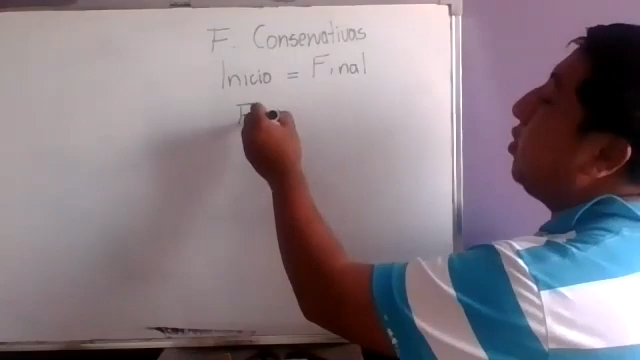 F - Conservativas
Inicio = Final